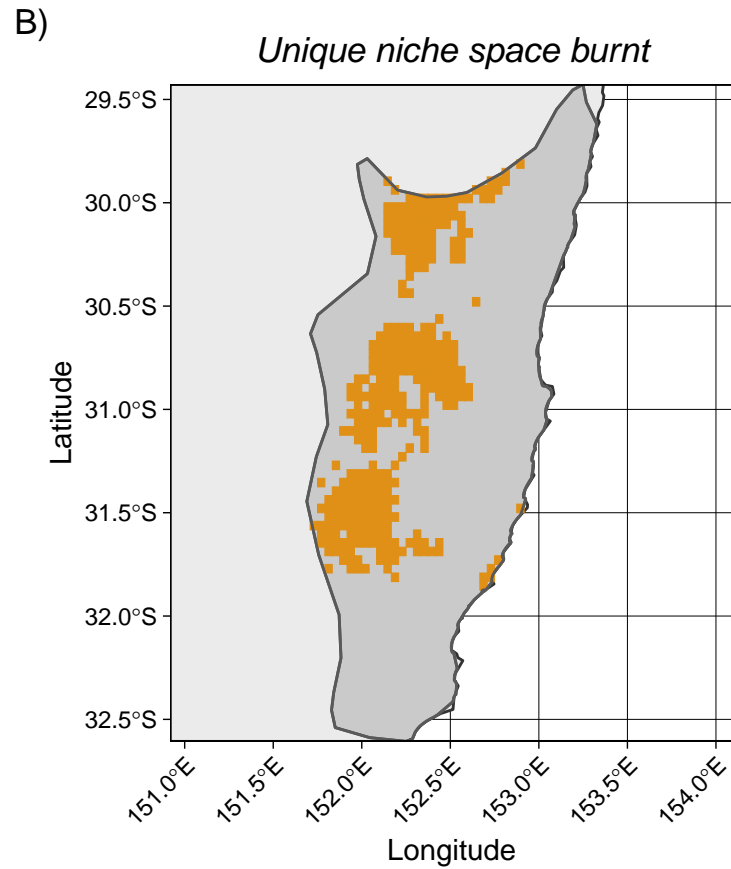 B)
Unique niche space burnt
29.5°S
30.0°S
30.5°S
31.0°S
31.5°S
32.0°S
32.5°S
Latitude
151.0°E
151.5°E
152.0°E
152.5°E
153.0°E
153.5°E
154.0°E
Longitude